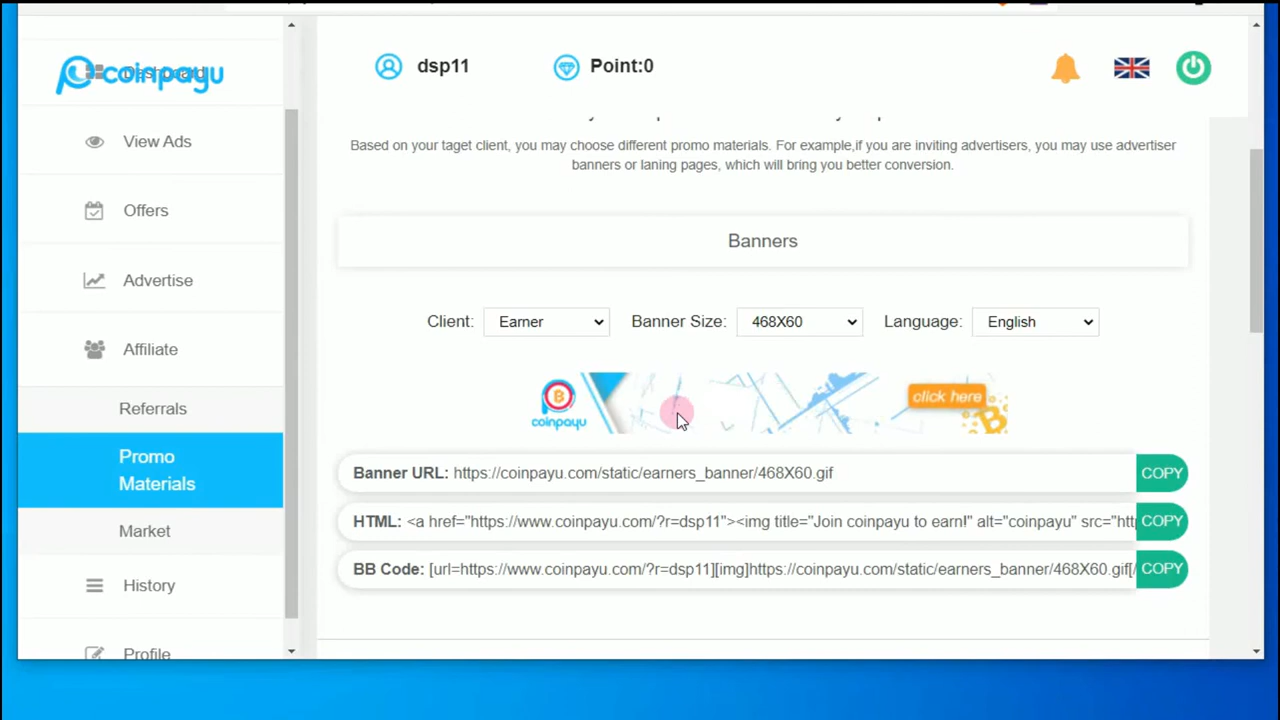 coinpayu
Dashboard
dsp11
Point:0
View Ads
Offers
Advertise
Affiliate
Referrals
Promo
Materials
Market
History
Profile
Based on your taget client, you may choose different promo materials. For example,if you are inviting advertisers, you may use advertiser
banners or laning pages, which will bring you better conversion.
Banners
Client: Earner Banner Size: 468X60 Language: English
coinpayu
click here
Banner URL: https://coinpayu.com/static/earners_banner/468X60.gif COPY
HTML: <a href="https://www.coinpayu.com/?r=dsp11"><img title="Join coinpayu to earn!" alt="coinpayu" src="htt COPY
BB Code: [url=https://www.coinpayu.com/?r=dsp11][img]https://coinpayu.com/static/earners_banner/468X60.gif[/ COPY